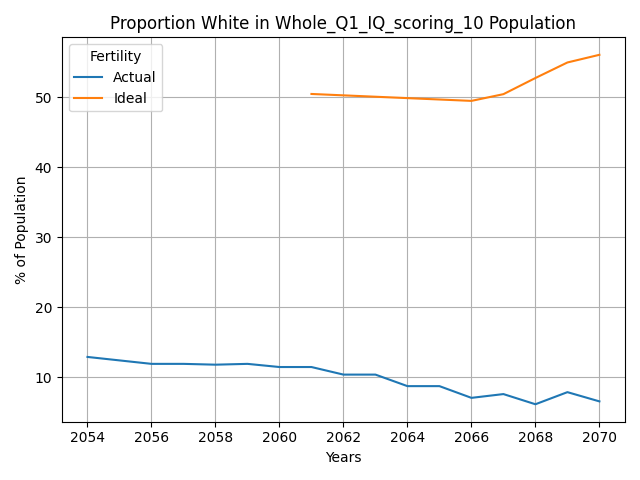 Proportion White in Whole_Q1_IQ_scoring_10 Population
Fertility
Actual
Ideal
% of Population
50
40
30
20
10
2054 2056 2058 2060 2062 2064 2066 2068 2070
Years